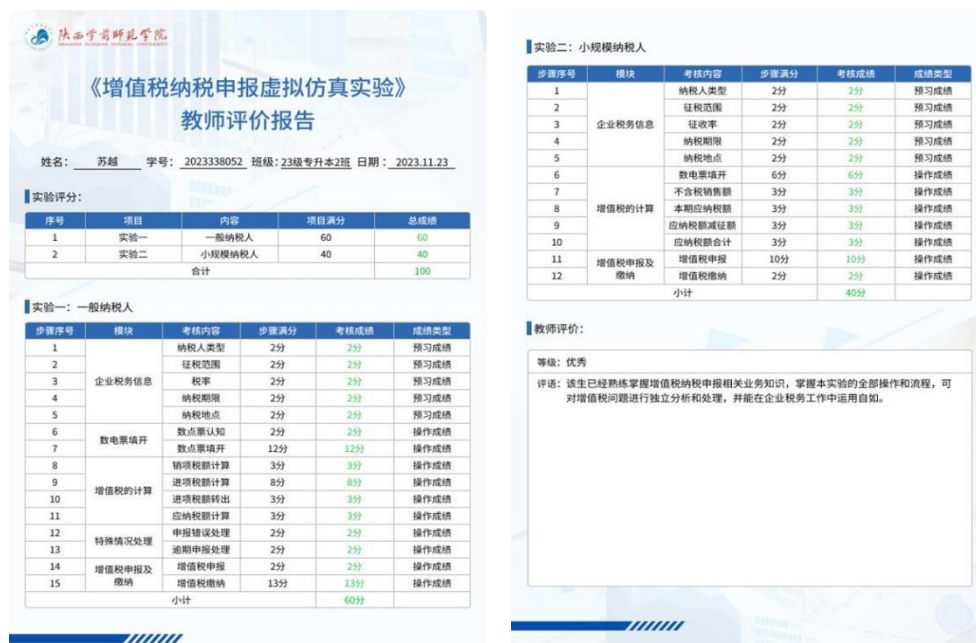 陕西学前师范学院
SHAANXI XUEQIAN NORMAL UNIVERSITY
《增值税纳税申报虚拟仿真实验》
教师评价报告
姓名： 苏越 学号： 2023338052 班级：23级专升本2班 日期： 2023.11.23
实验评分：
序号 项目 内容 项目满分 总成绩
1 实验一 一般纳税人 60 60
2 实验二 小规模纳税人 40 40
合计 100
实验一：一般纳税人
步骤序号 模块 考核内容 步骤满分 考核成绩 成绩类型
1 纳税人类型 2分 2分 预习成绩
2 征税范围 2分 2分 预习成绩
3 企业税务信息 税率 2分 2分 预习成绩
4 纳税期限 2分 2分 预习成绩
5 纳税地点 2分 2分 预习成绩
6 数电票填开 数点票认知 2分 2分 操作成绩
7 数点票填开 12分 12分 操作成绩
8 增值税的计算 销项税额计算 3分 3分 操作成绩
9 进项税额计算 8分 8分 操作成绩
10 进项税额转出 3分 3分 操作成绩
11 应纳税额计算 3分 3分 操作成绩
12 特殊情况处理 申报错误处理 2分 2分 操作成绩
13 逾期申报处理 2分 2分 操作成绩
14 增值税申报及缴纳 增值税申报 2分 2分 操作成绩
15 增值税缴纳 13分 13分 操作成绩
小计 60分
实验二：小规模纳税人
步骤序号 模块 考核内容 步骤满分 考核成绩 成绩类型
1 纳税人类型 2分 2分 预习成绩
2 征税范围 2分 2分 预习成绩
3 企业税务信息 征收率 2分 2分 预习成绩
4 纳税期限 2分 2分 预习成绩
5 纳税地点 2分 2分 预习成绩
6 数电票填开 6分 6分 操作成绩
7 不含税销售额 3分 3分 操作成绩
8 增值税的计算 本期应纳税额 3分 3分 操作成绩
9 应纳税额减征额 3分 3分 操作成绩
10 应纳税额合计 3分 3分 操作成绩
11 增值税申报及缴纳 增值税申报 10分 10分 操作成绩
12 增值税缴纳 2分 2分 操作成绩
小计 40分
教师评价：
等级：优秀
评语：该生已经熟练掌握增值税纳税申报相关业务知识，掌握本实验的全部操作和流程，可
对增值税问题进行独立分析和处理，并能在企业税务工作中运用自如。